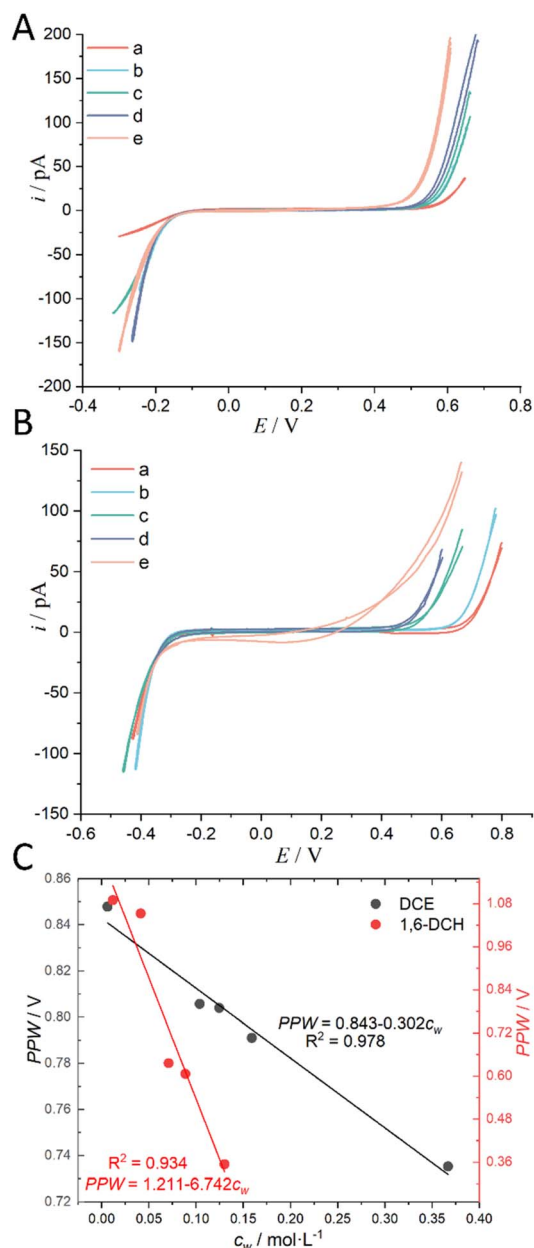 A
200
150
100
50
0
-50
-100
-150
-200
i / pA
a
b
c
d
e
-0.4 -0.2 0.0 0.2 0.4 0.6 0.8
E / V
B
150
100
50
0
-50
-100
-150
i / pA
a
b
c
d
e
-0.6 -0.4 -0.2 0.0 0.2 0.4 0.6 0.8
E / V
C
0.86
0.84
0.82
0.80
0.78
0.76
0.74
0.72
PPW / V
DCE
1,6-DCH
PPW = 0.843-0.302c_w
R² = 0.978
R² = 0.934
PPW = 1.211-6.742c_w
1.08
0.96
0.84
0.72
0.60
0.48
0.36
PPW / V
0.00 0.05 0.10 0.15 0.20 0.25 0.30 0.35 0.40
c_w / mol·L⁻¹